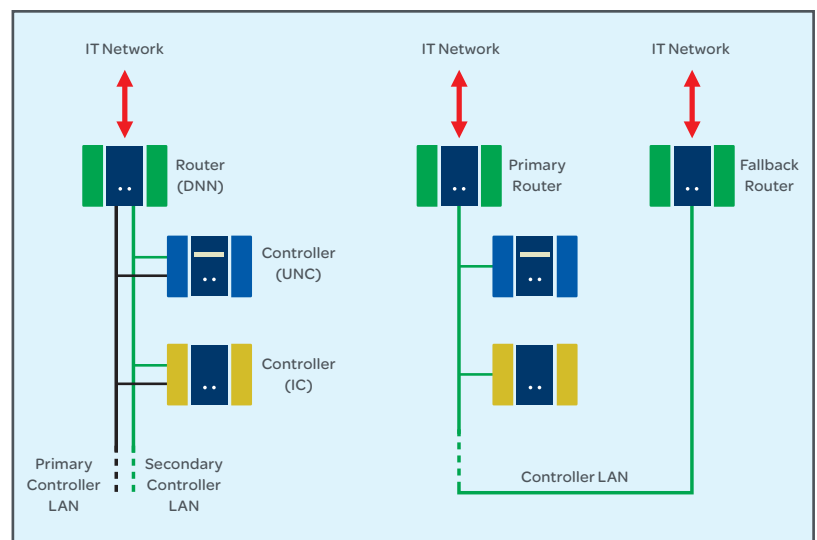 IT Network
IT Network
IT Network
Router
(DNN)
Primary
Router
Fallback
Router
Controller
(UNC)
Controller
(IC)
Primary
Controller
LAN
Secondary
Controller
LAN
Controller LAN